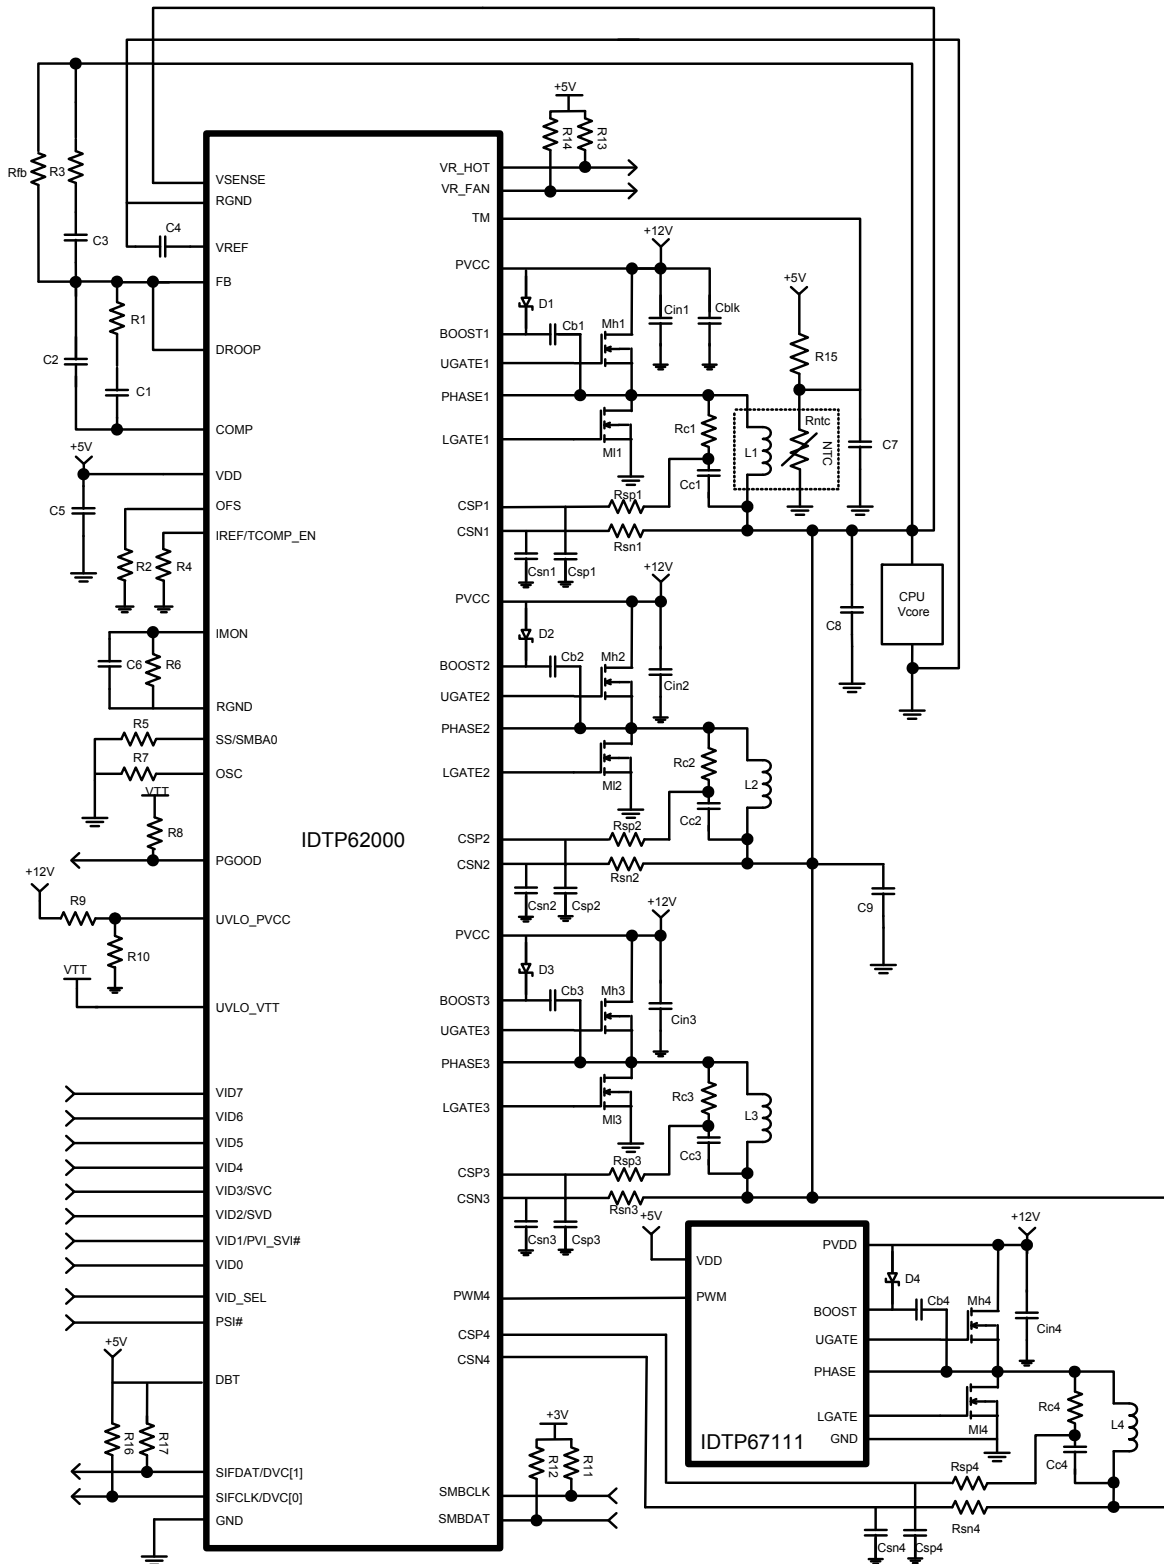 +5V
R14
R13
Rfb
R3
C3
C4
R1
C2
C1
VSENSE
RGND
VREF
FB
DROOP
COMP
VDD
OFS
IREF/TCOMP_EN
IMON
RGND
SS/SMBA0
OSC
PGOOD
UVLO_PVCC
UVLO_VTT
VID7
VID6
VID5
VID4
VID3/SVC
VID2/SVD
VID1/PVI_SVI#
VID0
VID_SEL
PSI#
DBT
SIFDAT/DVC[1]
SIFCLK/DVC[0]
GND
+5V
C5
R2
R4
C6
R6
R5
R7
VTT
R8
+12V
R9
R10
VTT
+5V
R16
R17
IDTP62000
VR_HOT
VR_FAN
TM
PVCC
BOOST1
UGATE1
PHASE1
LGATE1
CSP1
CSN1
PVCC
BOOST2
UGATE2
PHASE2
LGATE2
CSP2
CSN2
PVCC
BOOST3
UGATE3
PHASE3
LGATE3
CSP3
CSN3
PWM4
CSP4
CSN4
SMBCLK
SMBDAT
+12V
D1
Cb1
Mh1
Cin1
Cblk
+5V
R15
Ml1
Rc1
Cc1
L1
Rntc
NTC
C7
Rsp1
Rsn1
Csn1
Csp1
+12V
D2
Cb2
Mh2
Cin2
C8
CPU
Vcore
Ml2
Rc2
Cc2
L2
Rsp2
Rsn2
Csn2
Csp2
C9
+12V
D3
Cb3
Mh3
Cin3
Ml3
Rc3
Cc3
L3
Rsp3
Rsn3
Csn3
Csp3
+5V
VDD
PWM
IDTP67111
PVDD
BOOST
UGATE
PHASE
LGATE
GND
+12V
D4
Cb4
Mh4
Cin4
Ml4
Rc4
Cc4
L4
Rsp4
Rsn4
Csn4
Csp4
+3V
R12
R11